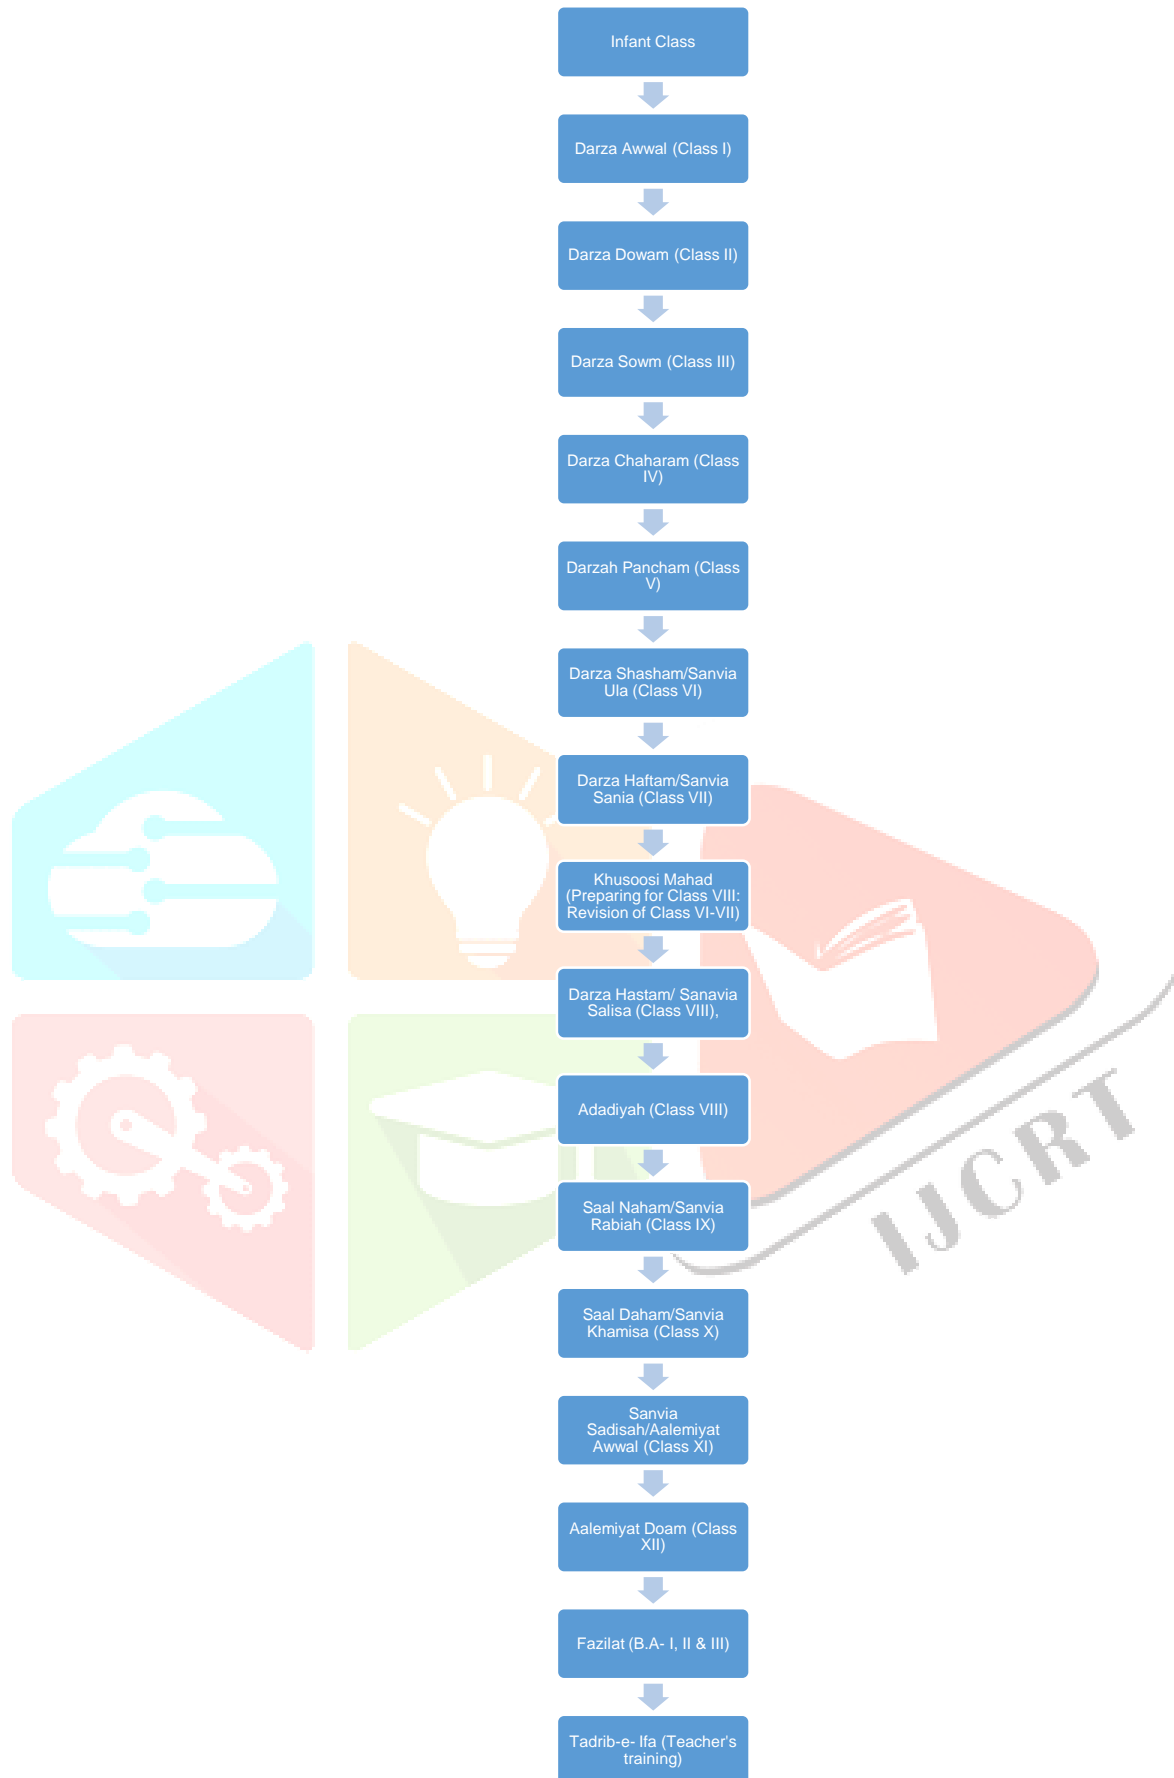 Infant Class
Darza Awwal (Class I)
Darza Dowam (Class II)
Darza Sowm (Class III)
Darza Chaharam (Class
IV)
Darzah Pancham (Class
V)
Darza Shasham/Sanvia
Ula (Class VI)
Darza Haftam/Sanvia
Sania (Class VII)
Khusoosi Mahad
(Preparing for Class VIII:
Revision of Class VI-VII)
Darza Hastam/ Sanavia
Salisa (Class VIII),
Adadiyah (Class VIII)
Saal Naham/Sanvia
Rabiah (Class IX)
Saal Daham/Sanvia
Khamisa (Class X)
Sanvia
Sadisah/Aalemiyat
Awwal (Class XI)
Aalemiyat Doam (Class
XII)
Fazilat (B.A- I, II & III)
Tadrib-e- Ifa (Teacher's
training)
IJCRT